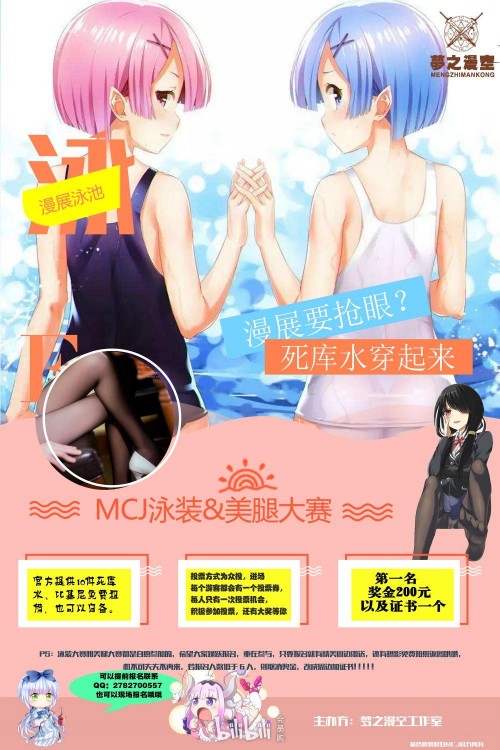 夢之漫空
MENGZHIMANKONG
泳
漫展泳池
F
漫展要抢眼？
死库水穿起来
MCJ泳装&美腿大赛
官方提供10件死库
水、比基尼免费租
借，也可以自备。
投票方式为众投，进场
每个游客都会有一个投票券，
每人只有一次投票机会，
积极参加投票，还有大奖等你
第一名
奖金200元
以及证书一个
可以提前报名联系
QQ：2782700557
也可以现场报名哦哦
bilibili
主办方：梦之漫空工作室